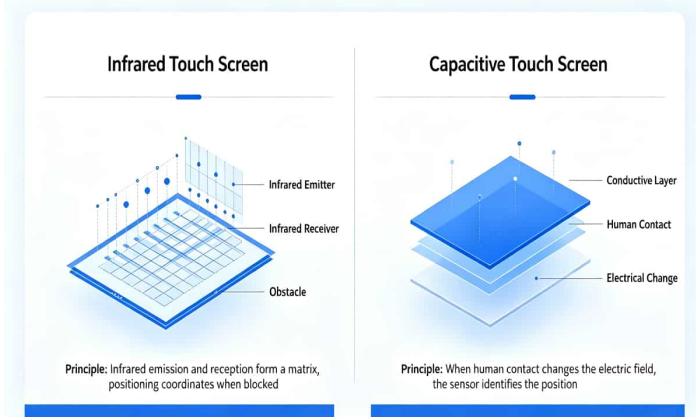 Infrared Touch Screen
Infrared Emitter
Infrared Receiver
Obstacle
Principle: Infrared emission and reception form a matrix,
positioning coordinates when blocked
Capacitive Touch Screen
Conductive Layer
Human Contact
Electrical Change
Principle: When human contact changes the electric field,
the sensor identifies the position